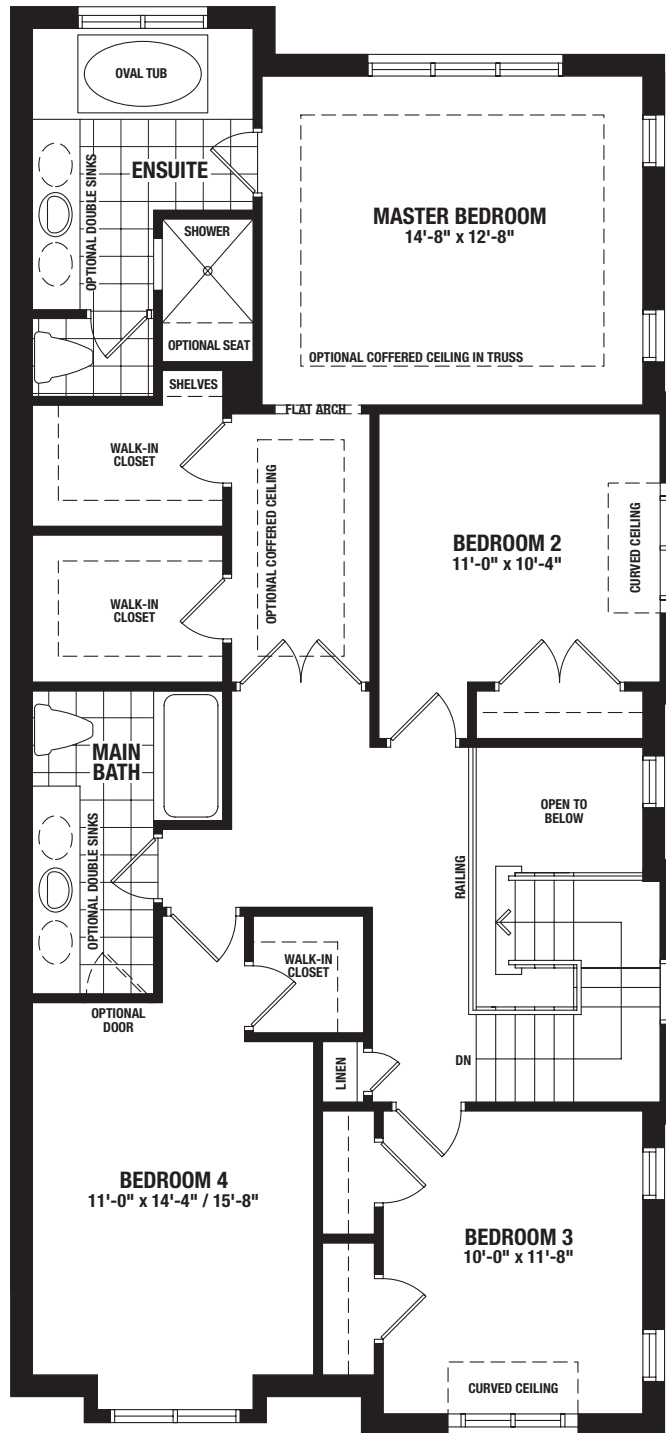 OVAL TUB
ENSUITE
OPTIONAL DOUBLE SINKS
SHOWER
OPTIONAL SEAT
MASTER BEDROOM
14'-8" x 12'-8"
OPTIONAL COFFERED CEILING IN TRUSS
SHELVES
FLAT ARCH
WALK-IN
CLOSET
OPTIONAL COFFERED CEILING
BEDROOM 2
11'-0" x 10'-4"
CURVED CEILING
WALK-IN
CLOSET
MAIN
BATH
OPTIONAL DOUBLE SINKS
OPEN TO
BELOW
RAILING
WALK-IN
CLOSET
OPTIONAL
DOOR
LINEN
DN
BEDROOM 4
11'-0" x 14'-4" / 15'-8"
BEDROOM 3
10'-0" x 11'-8"
CURVED CEILING